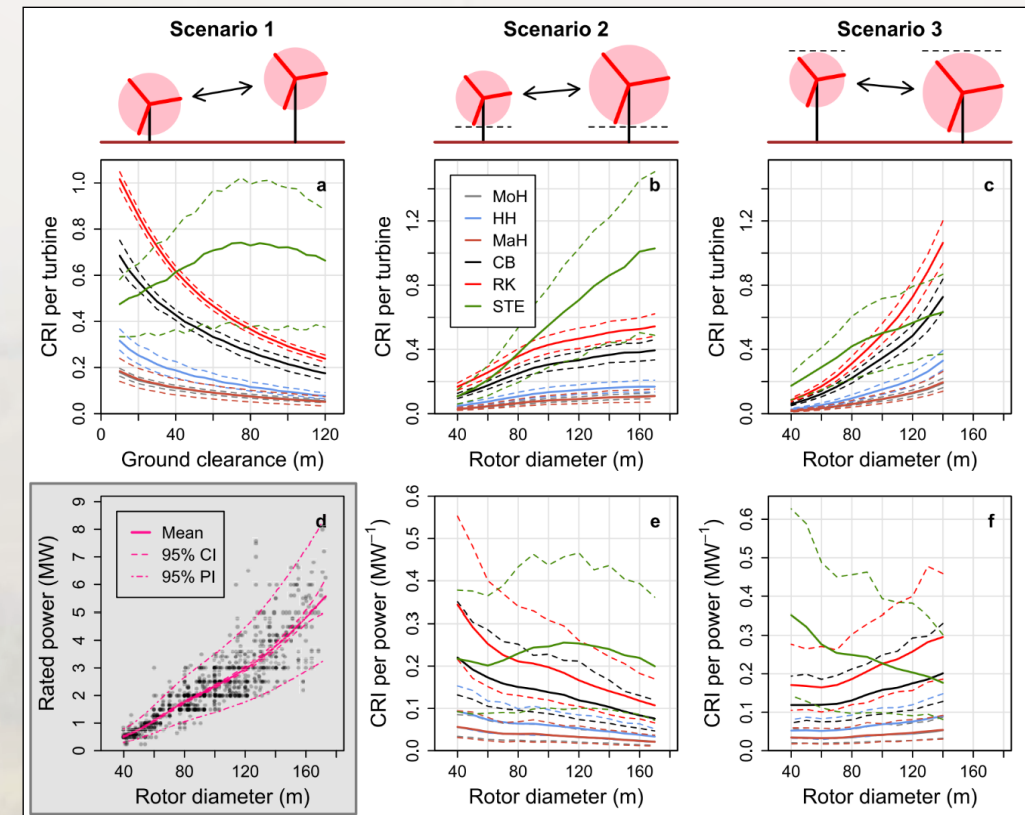 Scenario 1
Scenario 2
Scenario 3
a
CRI per turbine
0.0 0.2 0.4 0.6 0.8 1.0
0 40 80 120
Ground clearance (m)
b
MoH
HH
MaH
CB
RK
STE
CRI per turbine
0.0 0.4 0.8 1.2
40 80 120 160
Rotor diameter (m)
c
CRI per turbine
0.0 0.4 0.8 1.2
40 80 120 160
Rotor diameter (m)
d
Mean
95% CI
95% PI
Rated power (MW)
0 1 2 3 4 5 6 7 8 9
40 80 120 160
Rotor diameter (m)
e
CRI per power (MW⁻¹)
0.0 0.1 0.2 0.3 0.4 0.5 0.6
40 80 120 160
Rotor diameter (m)
f
CRI per power (MW⁻¹)
0.0 0.1 0.2 0.3 0.4 0.5 0.6
40 80 120 160
Rotor diameter (m)